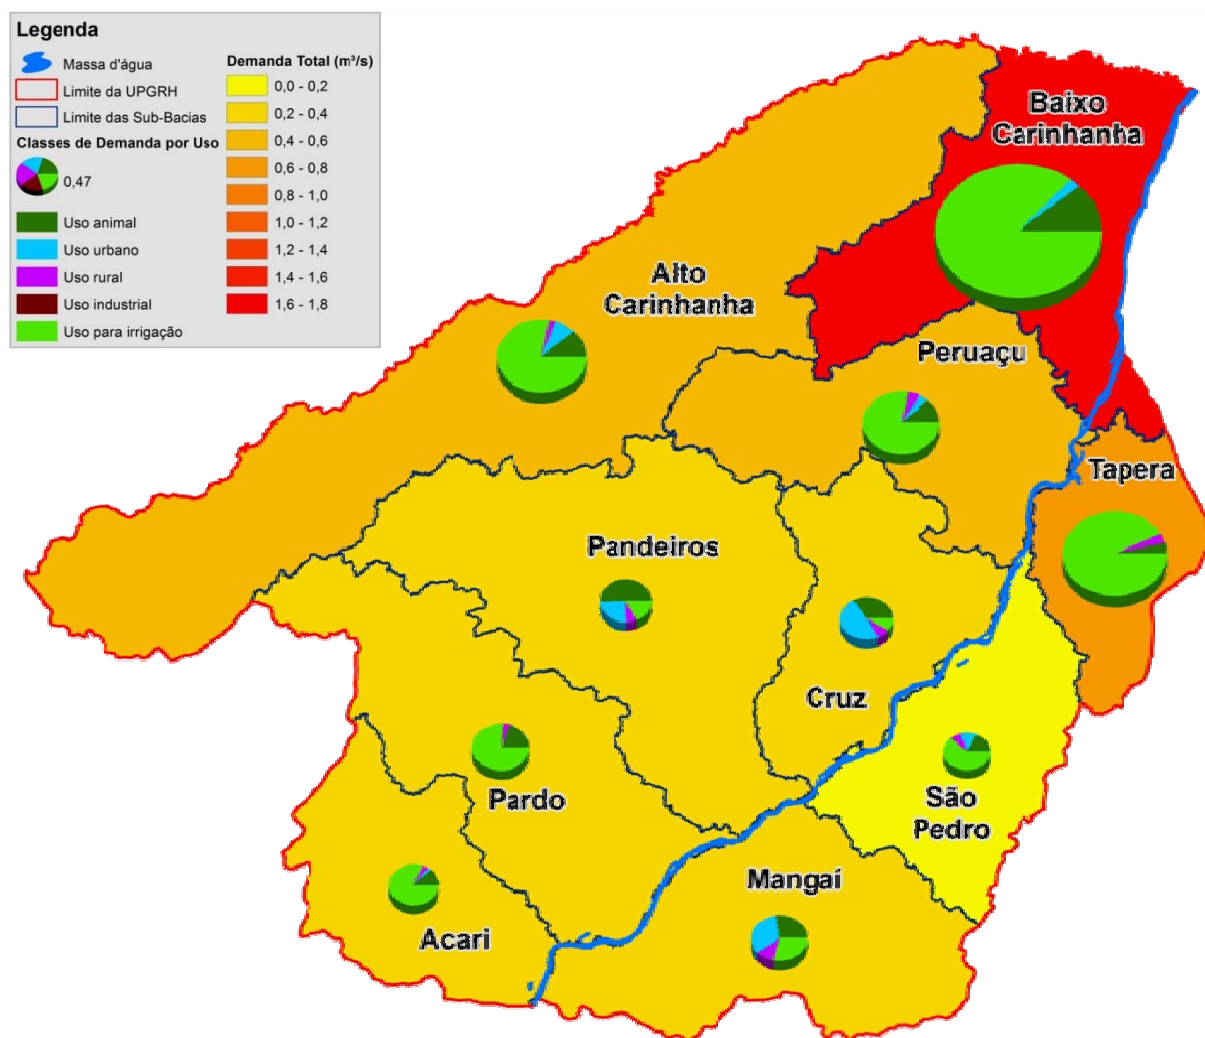 Legenda
Massa d'água
Limite da UPGRH
Limite das Sub-Bacias
Classes de Demanda por Uso
0,47
Uso animal
Uso urbano
Uso rural
Uso industrial
Uso para irrigação
Demanda Total (m³/s)
0,0 - 0,2
0,2 - 0,4
0,4 - 0,6
0,6 - 0,8
0,8 - 1,0
1,0 - 1,2
1,2 - 1,4
1,4 - 1,6
1,6 - 1,8
Baixo
Carinhanha
Alto
Carinhanha
Peruaçu
Tapera
Pandeiros
Cruz
São
Pedro
Pardo
Mangaí
Acari